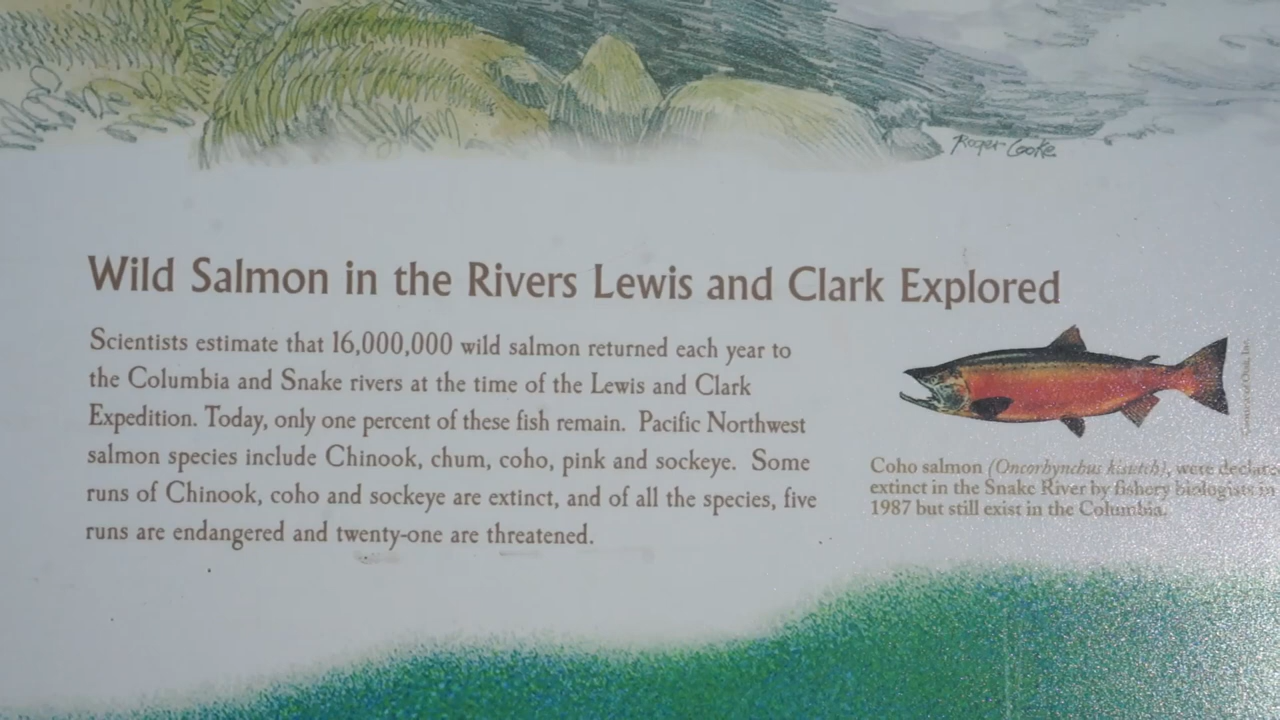 Roger Cooke
Wild Salmon in the Rivers Lewis and Clark Explored
Scientists estimate that 16,000,000 wild salmon returned each year to
the Columbia and Snake rivers at the time of the Lewis and Clark
Expedition. Today, only one percent of these fish remain. Pacific Northwest
salmon species include Chinook, chum, coho, pink and sockeye. Some
runs of Chinook, coho and sockeye are extinct, and of all the species, five
runs are endangered and twenty-one are threatened.
Coho salmon (Oncorhynchus kisutch), were
extinct in the Snake River by fishery biologists in
1987 but still exist in the Columbia.